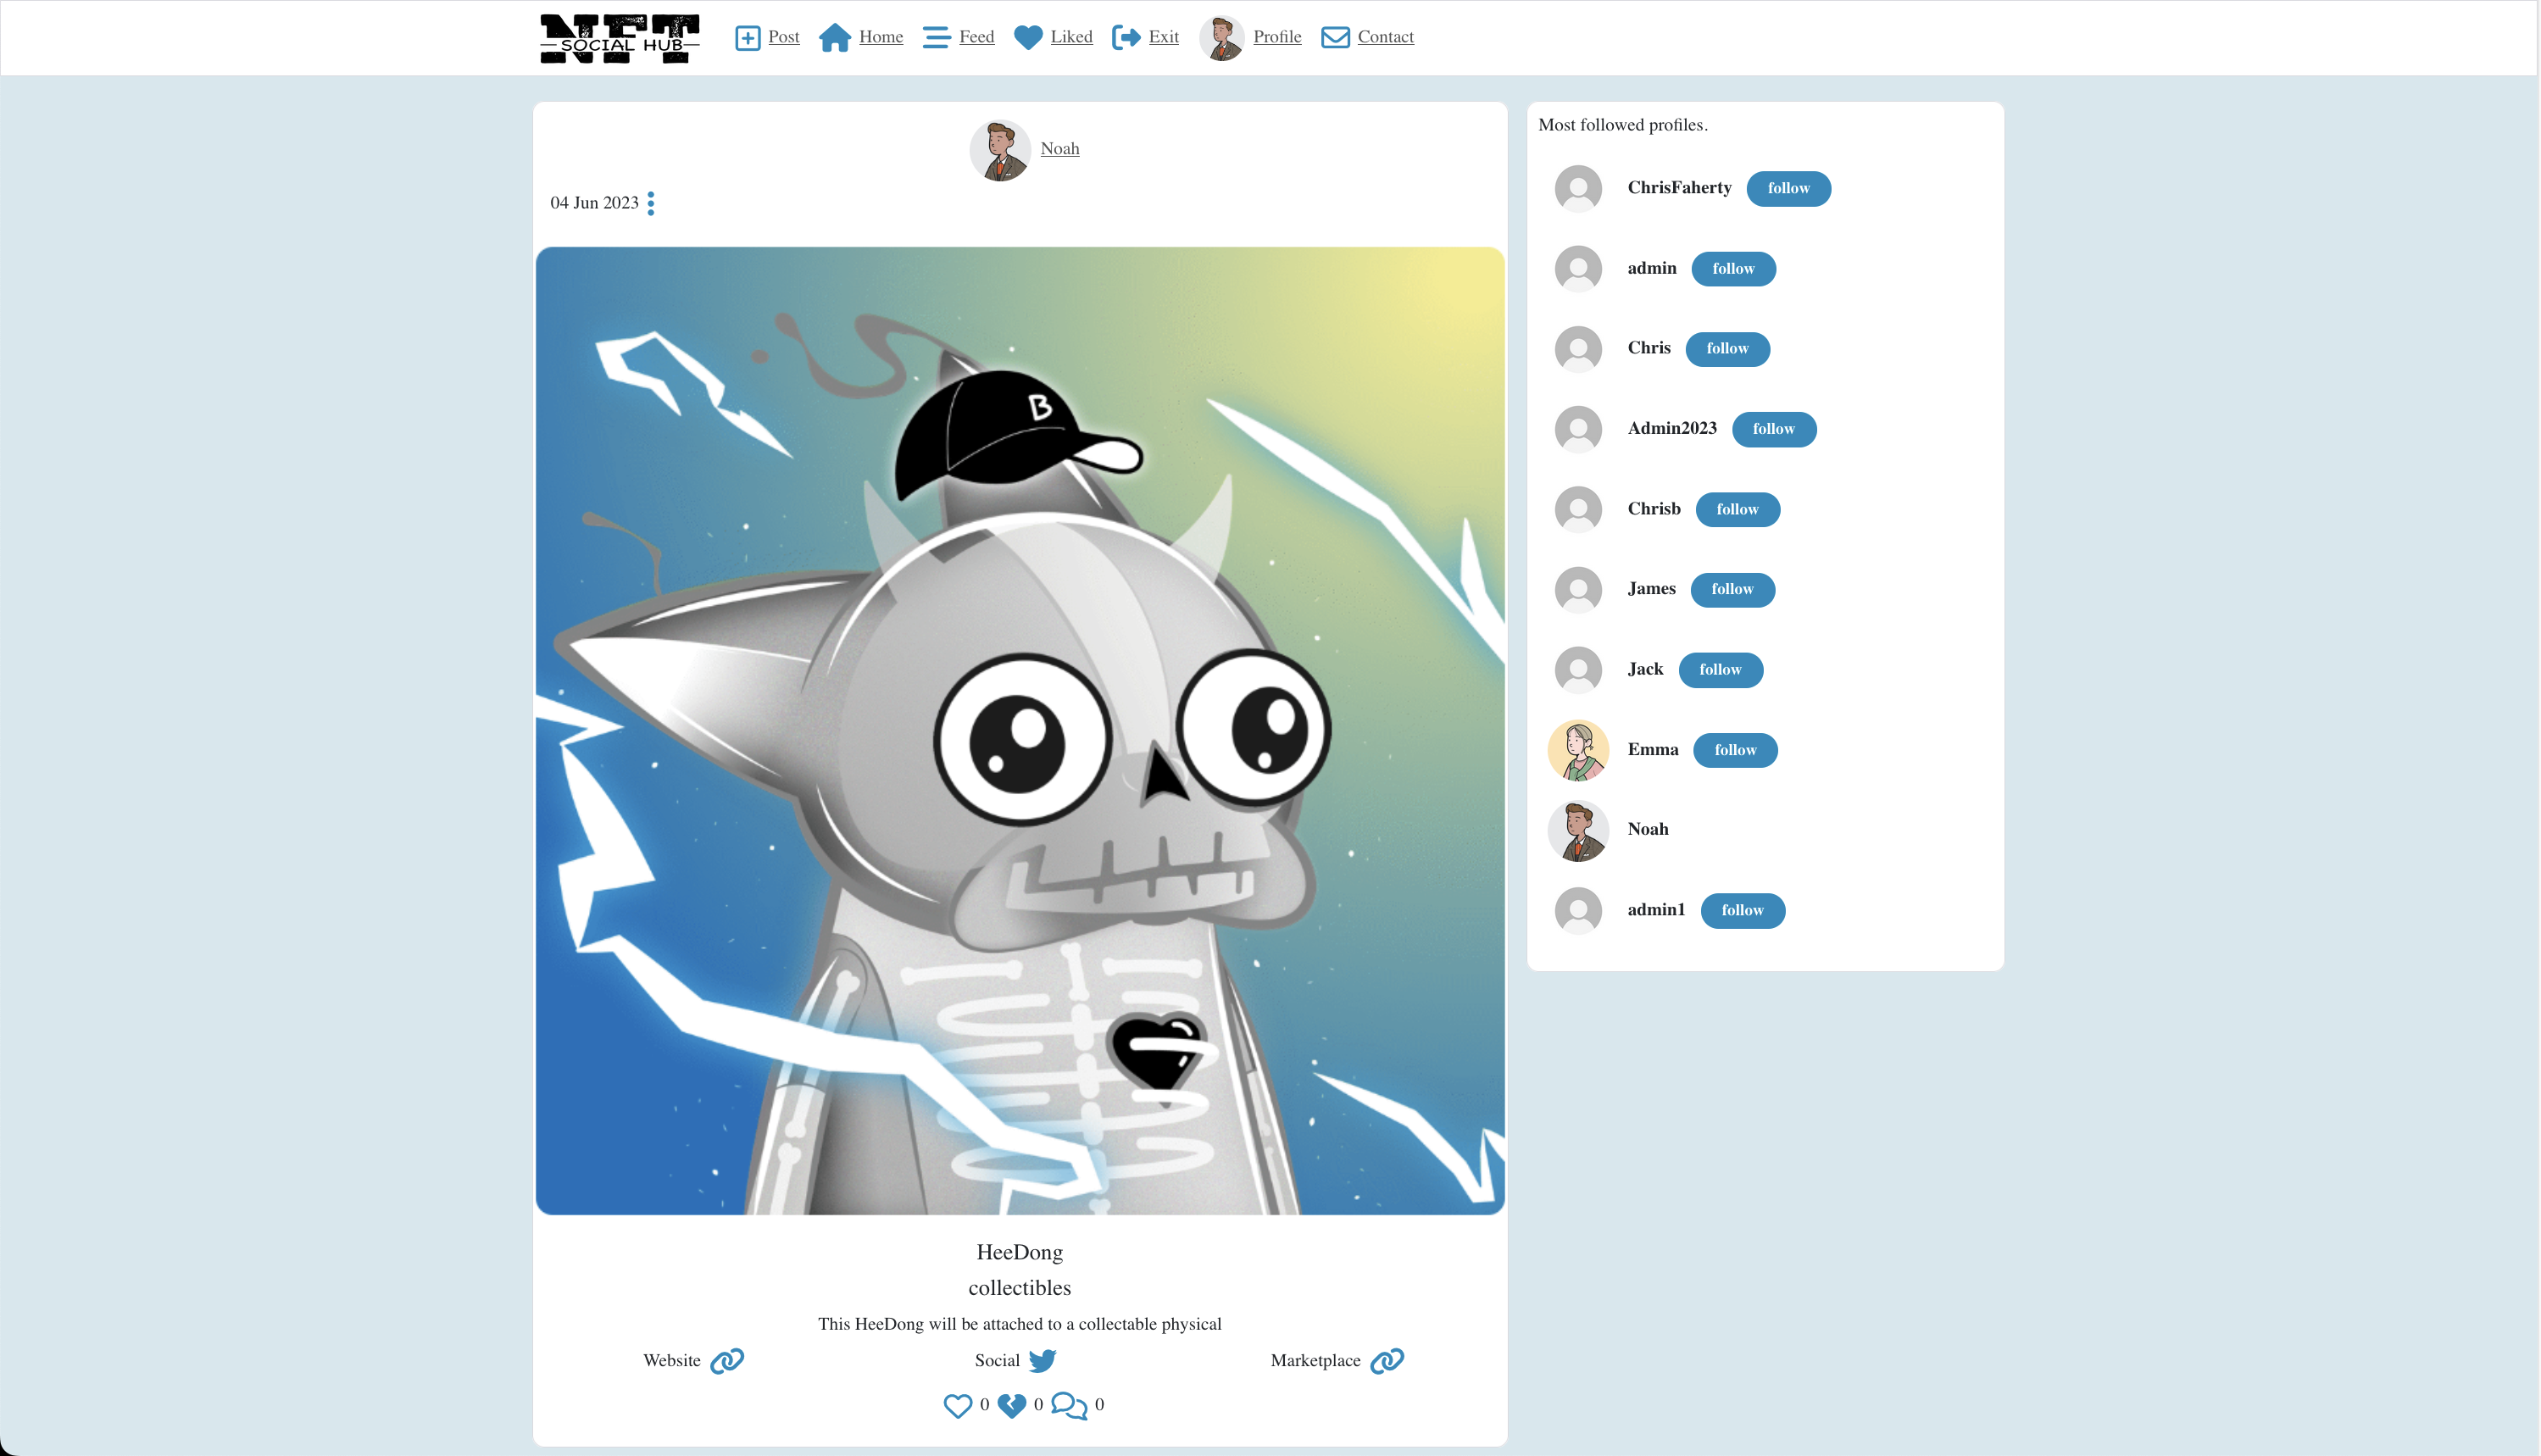 NFT
SOCIAL HUB
Post Home Feed Liked Exit Profile Contact
Noah
04 Jun 2023
B
HeeDong
collectibles
This HeeDong will be attached to a collectable physical
Website Social Marketplace
0 0 0
Most followed profiles.
ChrisFaherty follow
admin follow
Chris follow
Admin2023 follow
Chrisb follow
James follow
Jack follow
Emma follow
Noah
admin1 follow